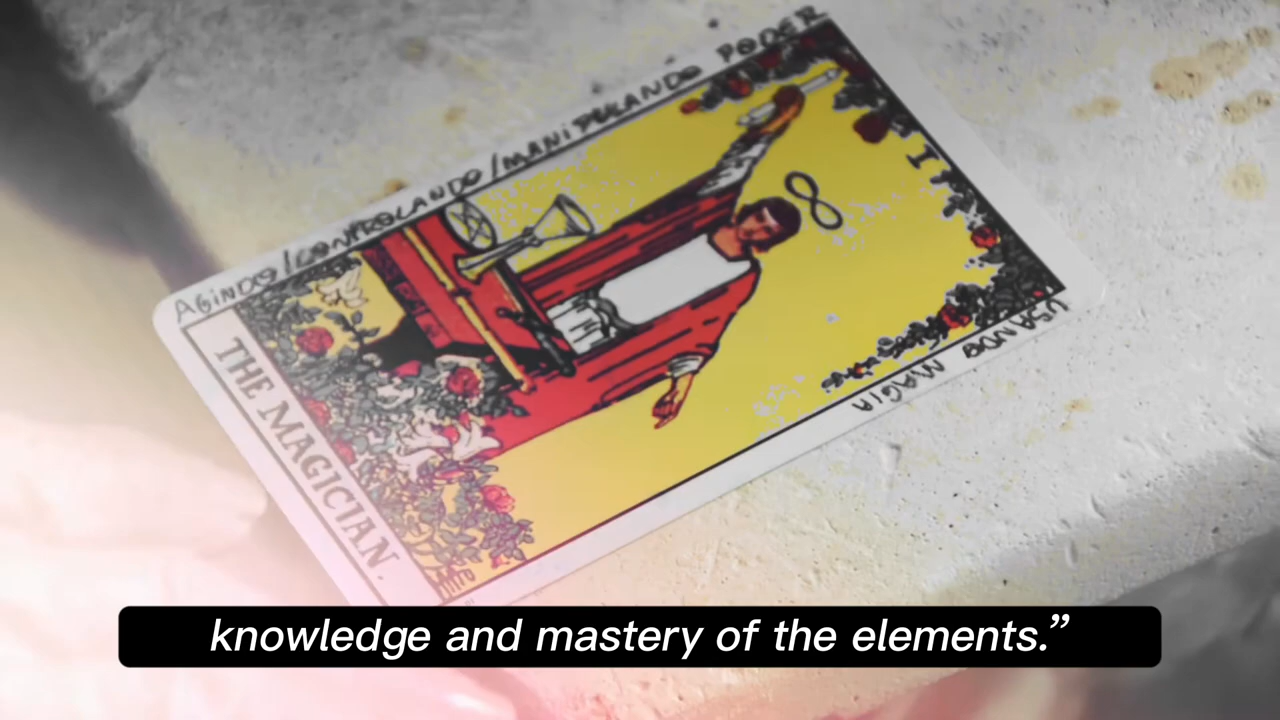 AGINDO/CONTROLANDO/MANIPULANDO PODER
I
USANDO MAGIA
THE MAGICIAN.
knowledge and mastery of the elements.”